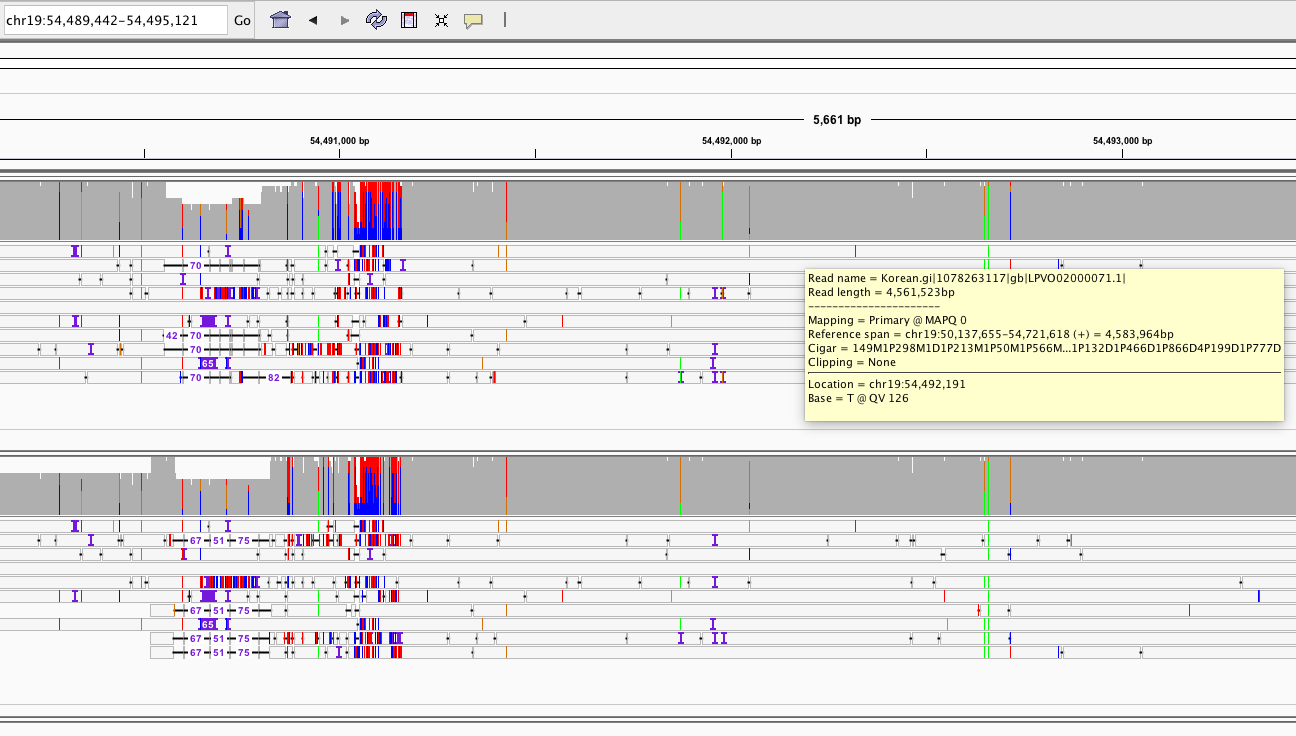 chr19:54,489,442-54,495,121 Go
5,661 bp
54,491,000 bp 54,492,000 bp 54,493,000 bp
70
42 70
70
65
70 82
Read name = Korean.gi|1078263117|gb|LPVO02000071.1|
Read length = 4,561,523bp
----------------------
Mapping = Primary @ MAPQ 0
Reference span = chr19:50,137,655-54,721,618 (+) = 4,583,964bp
Cigar = 149M1P298M1D1P213M1P50M1P566M...1P132D1P466D1P866D4P199D1P777D
Clipping = None
Location = chr19:54,492,191
Base = T @ QV 126
67 51 75
67 51 75
65
67 51 75
67 51 75